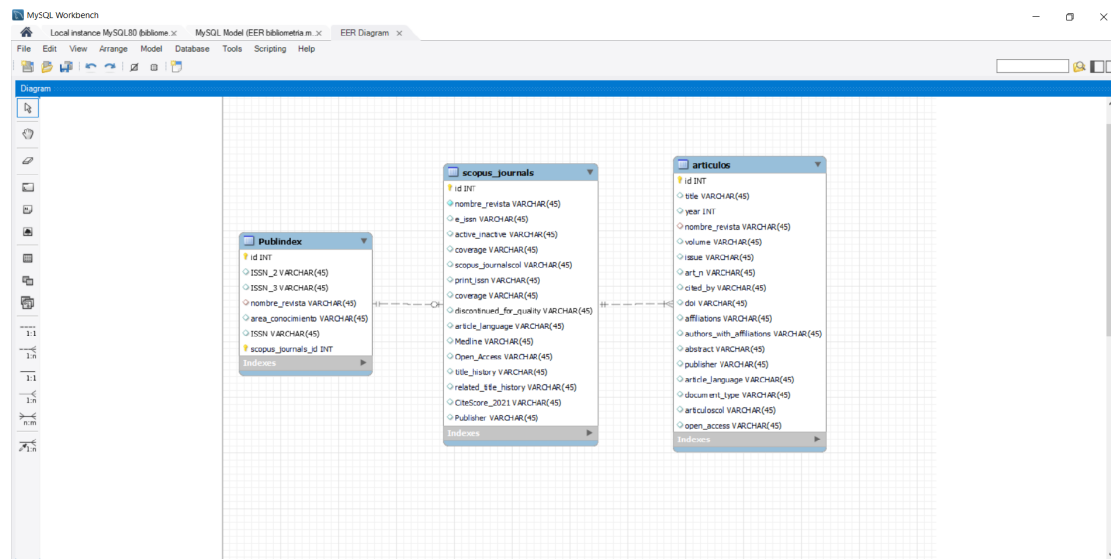 MySQL Workbench
Local instance MySQL80 (bibliome...× MySQL Model (EER bibliometria.m...× EER Diagram ×
File Edit View Arrange Model Database Tools Scripting Help
Diagram
1:1
1:n
1:1
1:n
n:m
1:n
Publindex
id INT
ISSN_2 VARCHAR(45)
ISSN_3 VARCHAR(45)
nombre_revista VARCHAR(45)
area_conocimiento VARCHAR(45)
ISSN VARCHAR(45)
scopus_journals_id INT
Indexes
scopus_journals
id INT
nombre_revista VARCHAR(45)
e_issn VARCHAR(45)
active_inactive VARCHAR(45)
coverage VARCHAR(45)
scopus_journalscol VARCHAR(45)
print_issn VARCHAR(45)
coverage VARCHAR(45)
discontinued_for_quality VARCHAR(45)
article_language VARCHAR(45)
Medline VARCHAR(45)
Open_Access VARCHAR(45)
title_history VARCHAR(45)
related_title_history VARCHAR(45)
CiteScore_2021 VARCHAR(45)
Publisher VARCHAR(45)
Indexes
articulos
id INT
title VARCHAR(45)
year INT
nombre_revista VARCHAR(45)
volume VARCHAR(45)
issue VARCHAR(45)
art_n VARCHAR(45)
cited_by VARCHAR(45)
doi VARCHAR(45)
affiliations VARCHAR(45)
authors_with_affiliations VARCHAR(45)
abstract VARCHAR(45)
publisher VARCHAR(45)
article_language VARCHAR(45)
document_type VARCHAR(45)
articuloscol VARCHAR(45)
open_access VARCHAR(45)
Indexes